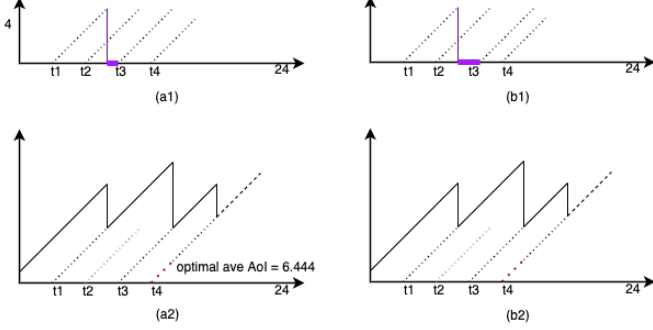 4
t1 t2 t3 t4 24
(a1)
t1 t2 t3 t4 24
(b1)
optimal ave AoI = 6.444
t1 t2 t3 t4 24
(a2)
t1 t2 t3 t4 24
(b2)